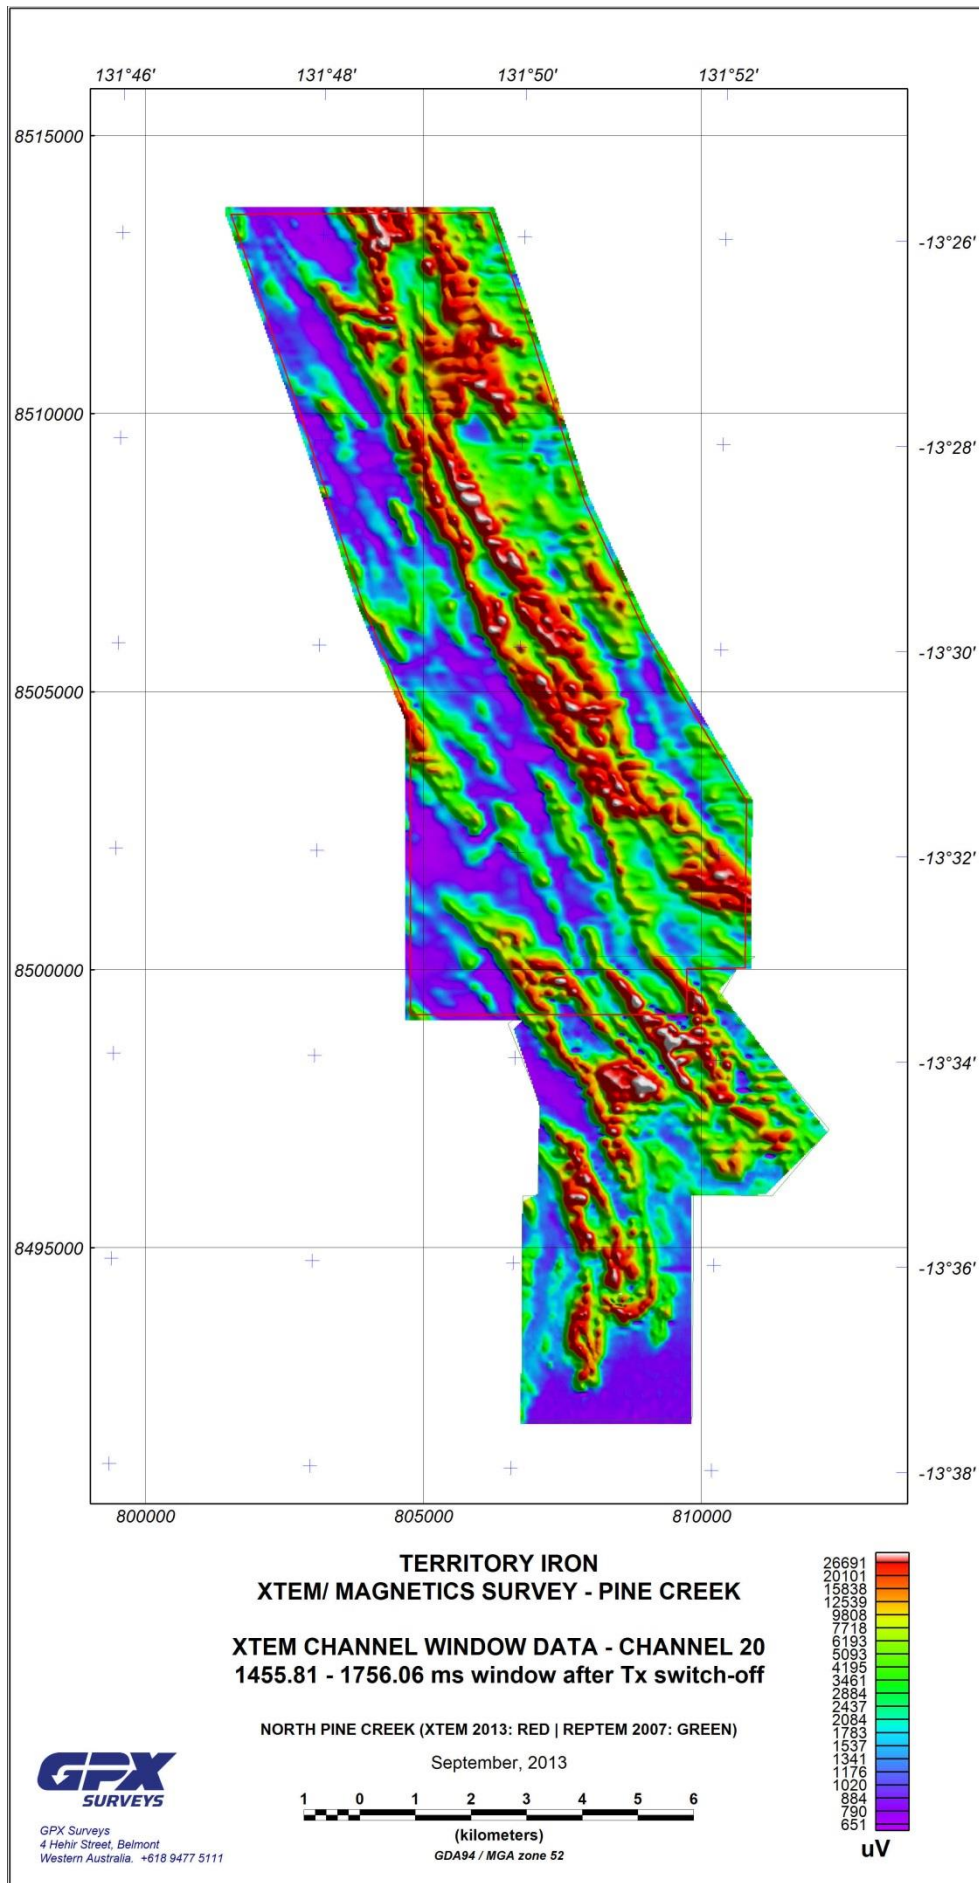 131°46' 131°48' 131°50' 131°52'
8515000
-13°26'
8510000
-13°28'
-13°30'
8505000
-13°32'
8500000
-13°34'
8495000
-13°36'
-13°38'
800000 805000 810000
TERRITORY IRON
XTEM/ MAGNETICS SURVEY - PINE CREEK
XTEM CHANNEL WINDOW DATA - CHANNEL 20
1455.81 - 1756.06 ms window after Tx switch-off
NORTH PINE CREEK (XTEM 2013: RED | REPTEM 2007: GREEN)
September, 2013
1 0 1 2 3 4 5 6
(kilometers)
GDA94 / MGA zone 52
GPX
SURVEYS
GPX Surveys
4 Hehir Street, Belmont
Western Australia. +618 9477 5111
26691
20101
15838
12539
9808
7718
6193
5093
4195
3461
2884
2437
2084
1783
1537
1341
1176
1020
884
790
651
uV